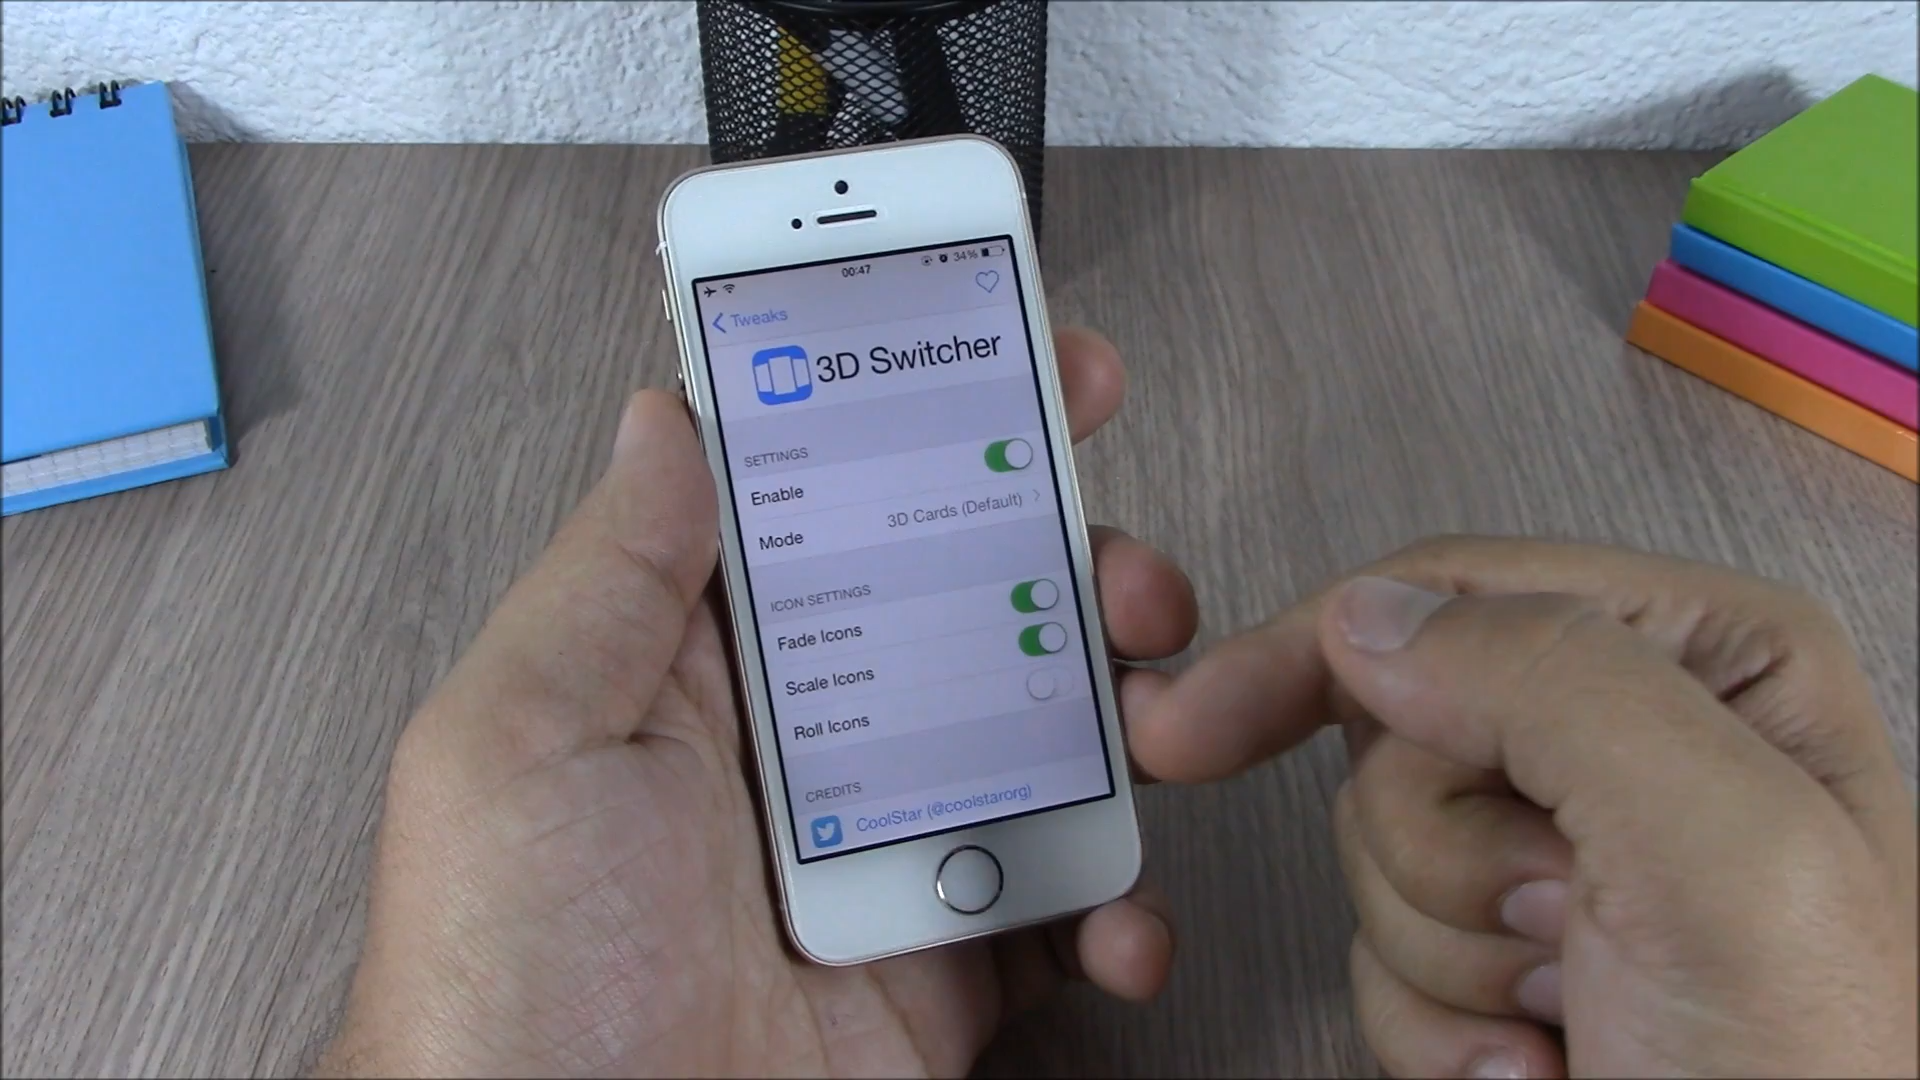 00:47 34%
Tweaks
3D Switcher
SETTINGS
Enable
Mode 3D Cards (Default)
ICON SETTINGS
Fade Icons
Scale Icons
Roll Icons
CREDITS
CoolStar (@coolstarorg)